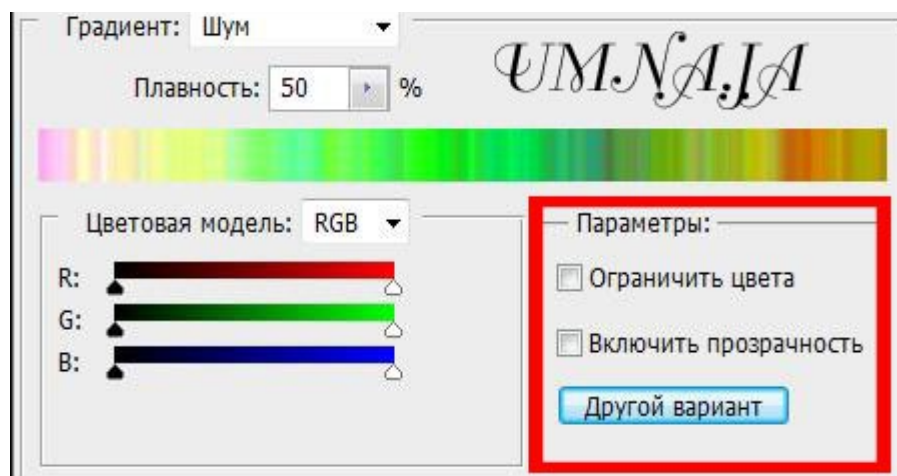 Градиент: Шум
UMNAJA
Плавность: 50 %
Цветовая модель: RGB
Параметры:
R:
Ограничить цвета
G:
Включить прозрачность
B:
Другой вариант